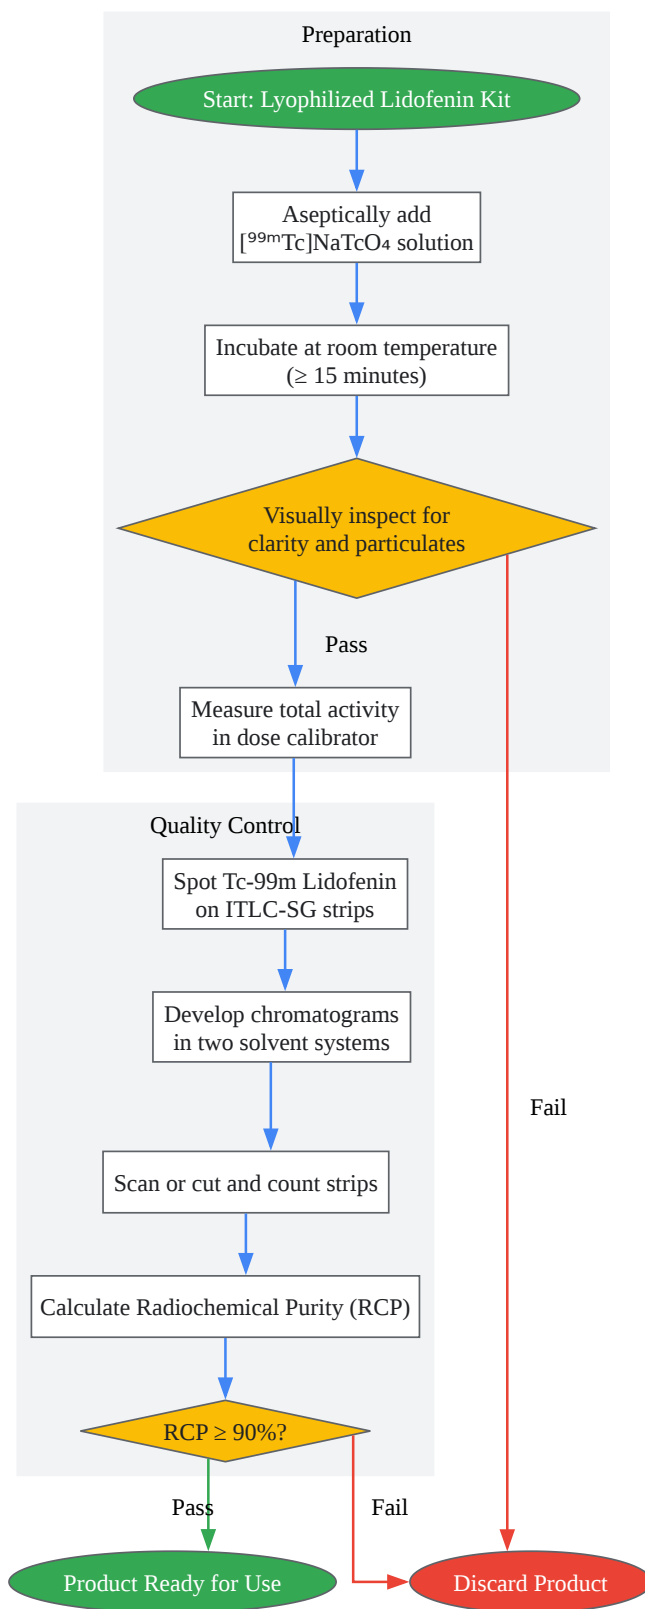 Preparation
Start: Lyophilized Lidofenin Kit
Aseptically add
[⁹⁹ᵐTc]NaTcO₄ solution
Incubate at room temperature
(≥ 15 minutes)
Visually inspect for
clarity and particulates
Pass
Measure total activity
in dose calibrator
Quality Control
Spot Tc-99m Lidofenin
on ITLC-SG strips
Develop chromatograms
in two solvent systems
Fail
Scan or cut and count strips
Calculate Radiochemical Purity (RCP)
RCP ≥ 90%?
Pass
Fail
Product Ready for Use
Discard Product